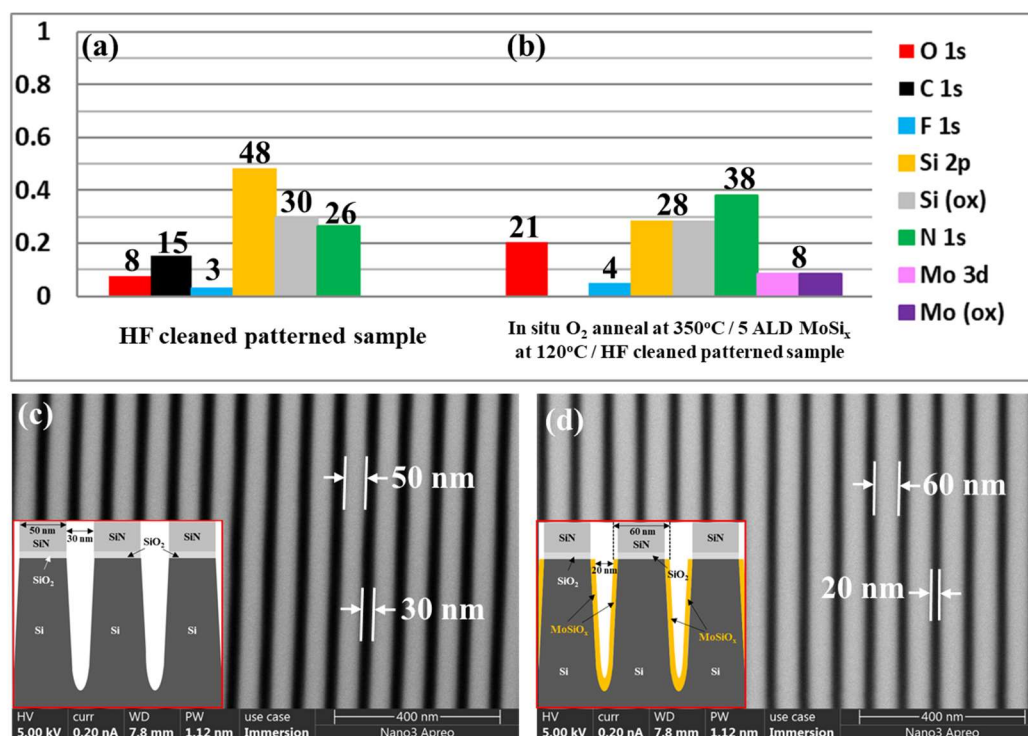 1
0.8
0.6
0.4
0.2
0
(a)
8
15
3
48
30
26
HF cleaned patterned sample
(b)
21
4
28
38
8
In situ O₂ anneal at 350°C / 5 ALD MoSiₓ
at 120°C / HF cleaned patterned sample
O 1s
C 1s
F 1s
Si 2p
Si (ox)
N 1s
Mo 3d
Mo (ox)
(c)
50 nm
30 nm
50 nm
30 nm
SiN
SiN
SiN
SiO₂
SiO₂
Si
Si
Si
HV curr WD PW use case
5.00 kV 0.20 nA 7.8 mm 1.12 nm Immersion
400 nm
Nano3 Apreo
(d)
60 nm
20 nm
60 nm
SiN
SiN
SiN
20 nm
SiO₂
SiO₂
MoSiOₓ
MoSiOₓ
Si
Si
Si
HV curr WD PW use case
5.00 kV 0.20 nA 7.8 mm 1.12 nm Immersion
400 nm
Nano3 Apreo